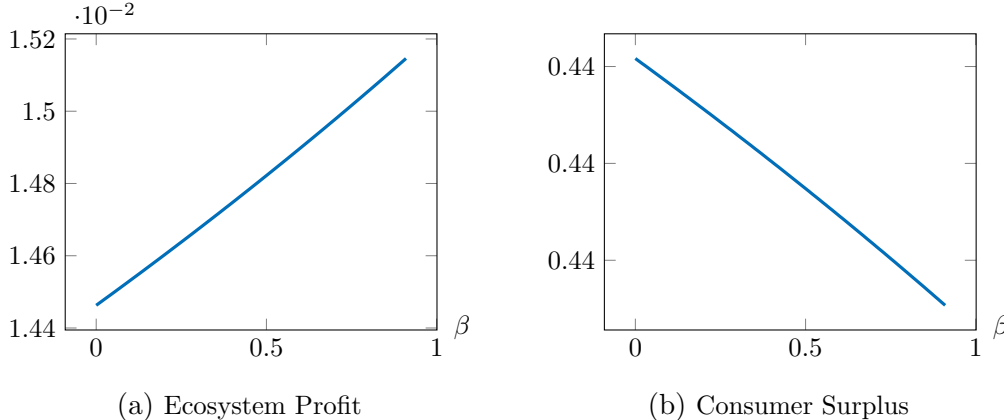 ·10⁻²
1.52
1.5
1.48
1.46
1.44
0 0.5 1 β
(a) Ecosystem Profit
0.44
0.44
0.44
0 0.5 1 β
(b) Consumer Surplus